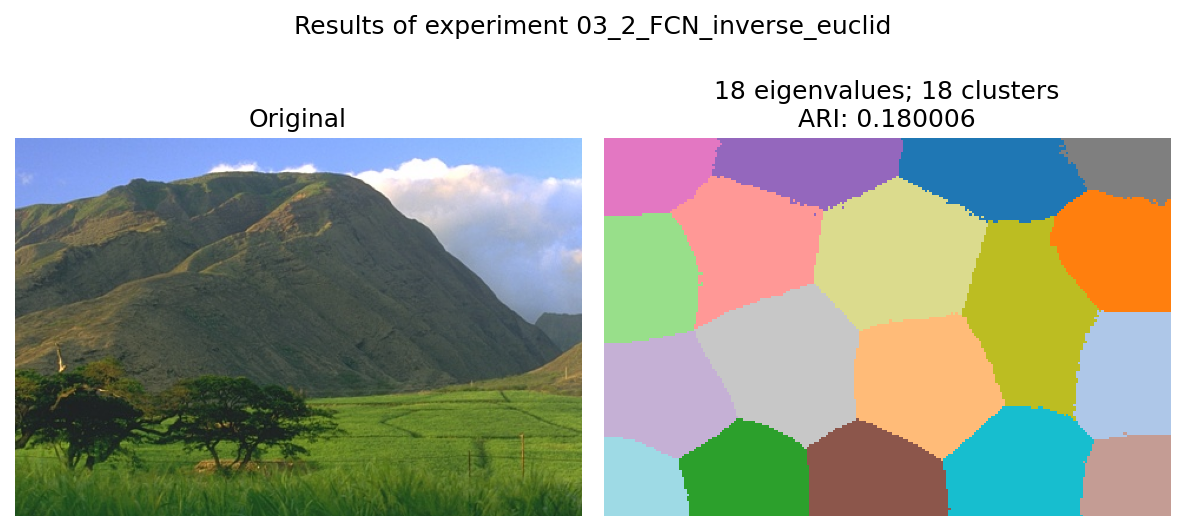 Results of experiment 03_2_FCN_inverse_euclid
Original
18 eigenvalues; 18 clusters
ARI: 0.180006